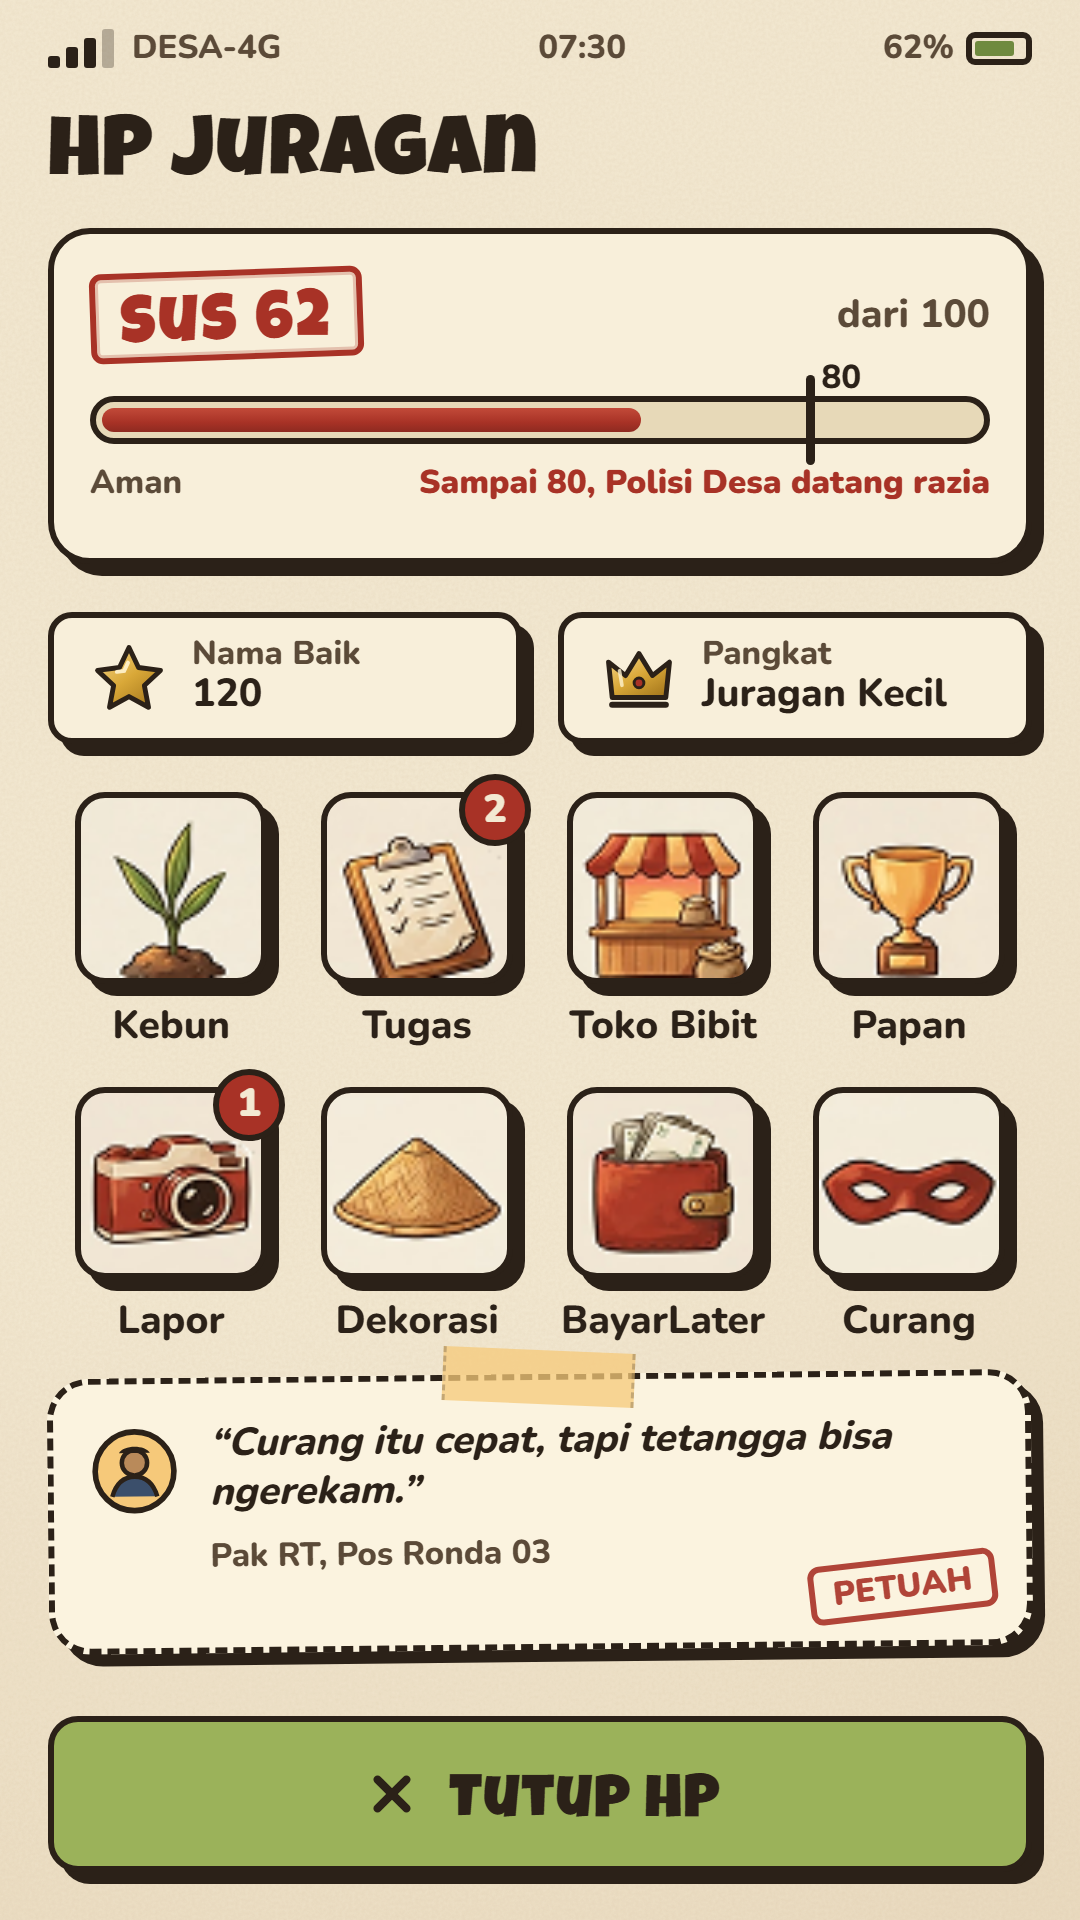 DESA-4G 07:30 62%
HP JURAGAN
SUS 62
dari 100
80
Aman Sampai 80, Polisi Desa datang razia
Nama Baik
120
Pangkat
Juragan Kecil
2
Kebun Tugas Toko Bibit Papan
1
Lapor Dekorasi BayarLater Curang
“Curang itu cepat, tapi tetangga bisa
ngerekam.”
Pak RT, Pos Ronda 03
PETUAH
TUTUP HP